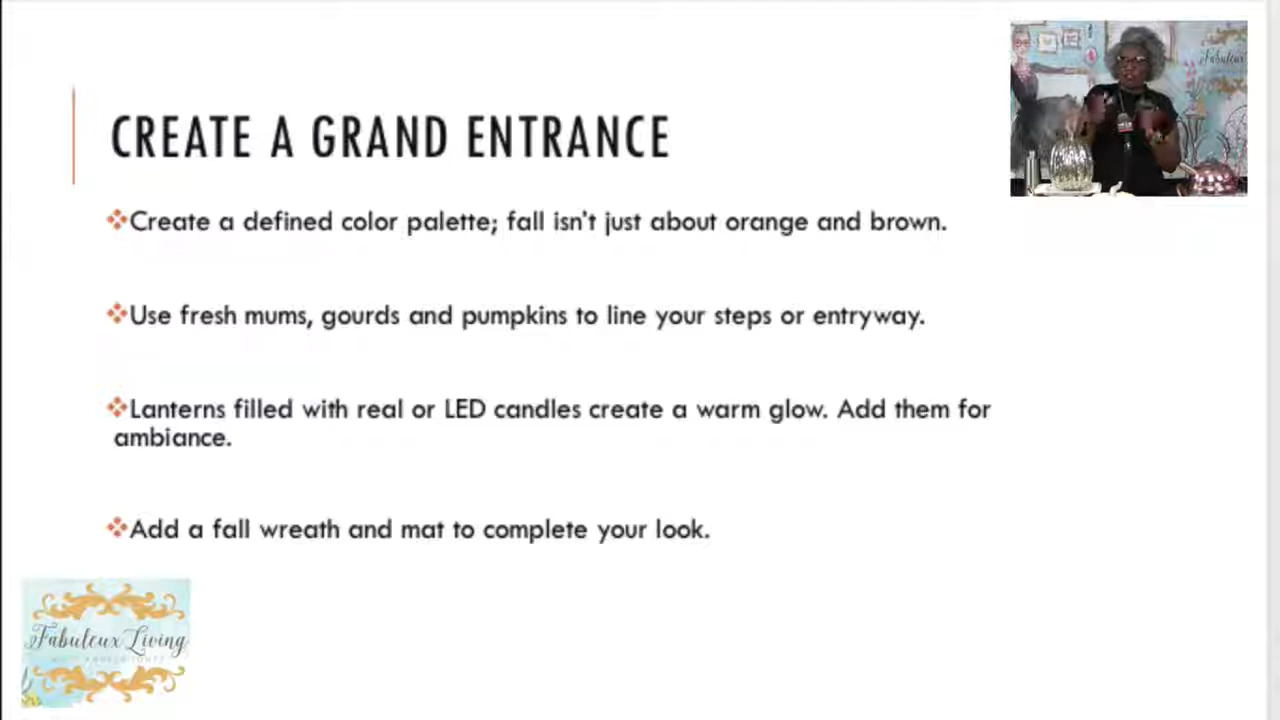 CREATE A GRAND ENTRANCE
Create a defined color palette; fall isn't just about orange and brown.
Use fresh mums, gourds and pumpkins to line your steps or entryway.
Lanterns filled with real or LED candles create a warm glow. Add them for
ambiance.
Add a fall wreath and mat to complete your look.
Fabuleux Living
Fabuleux